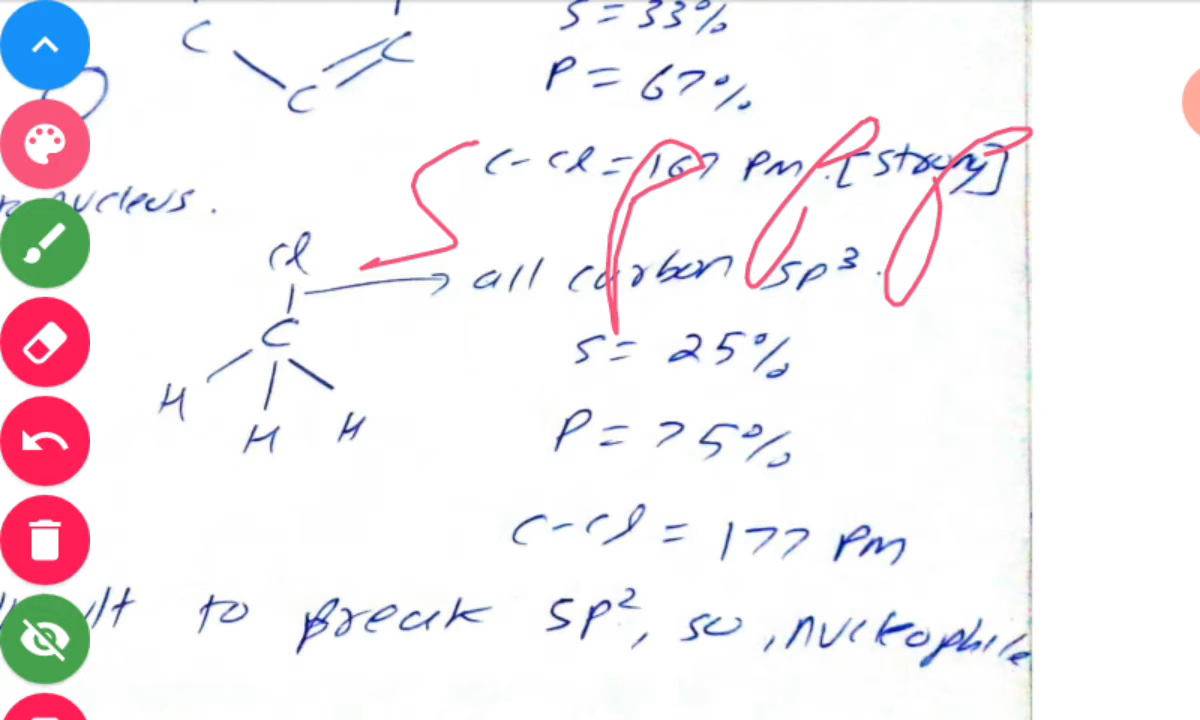 C C C
S = 33%
P = 67%
C-Cl = 167 pm [strong]
nucleus.
Cl
all carbon sp³.
C
S = 25%
H H H
P = 75%
C-Cl = 177 Pm
to break sp², so, nucleophile